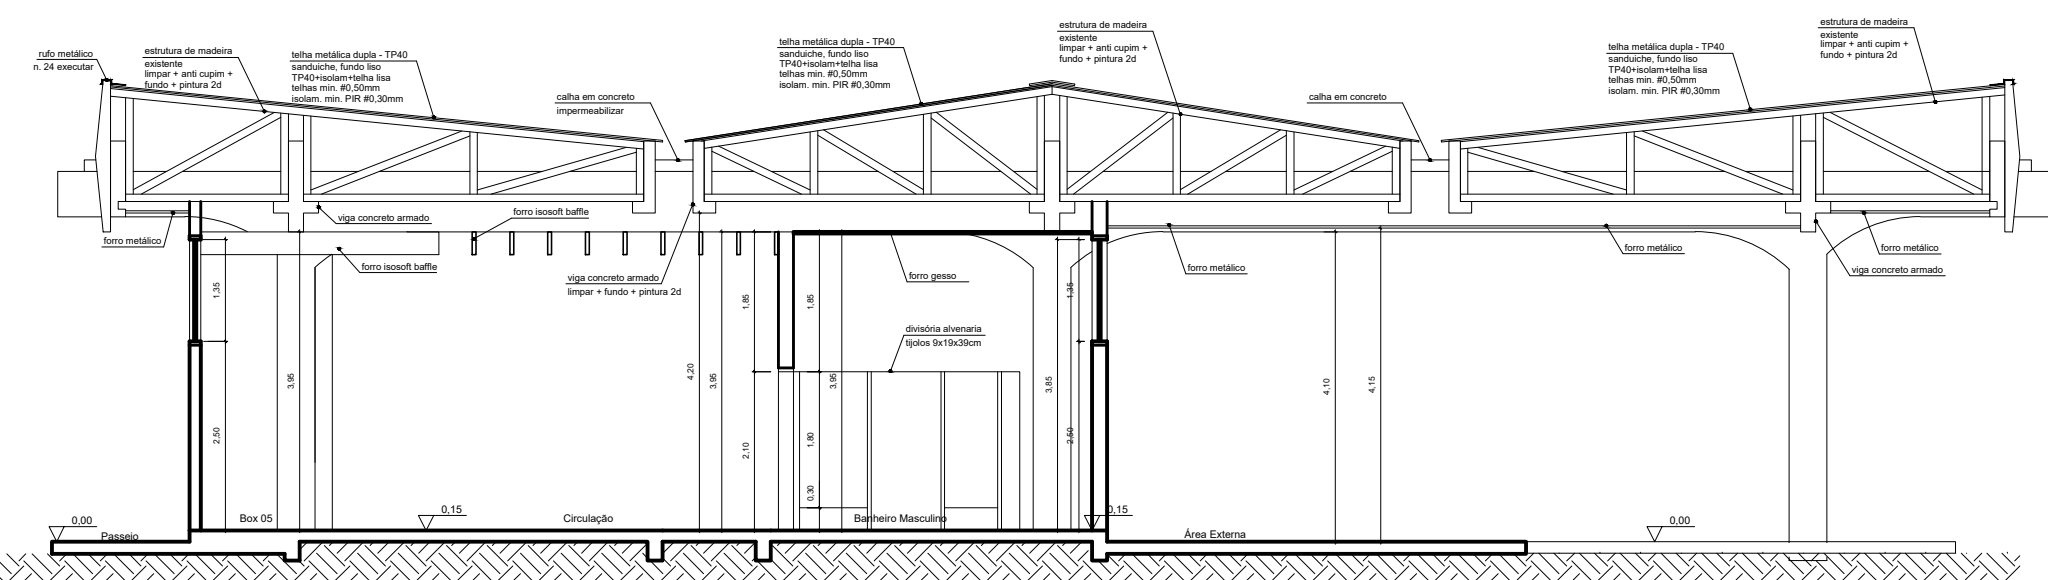 rufo metálico
n. 24 executar
estrutura de madeira
existente
limpar + anti cupim +
fundo + pintura 2d
telha metálica dupla - TP40
sanduiche, fundo liso
TP40+isolam+telha lisa
telhas min. #0,50mm
isolam. min. PIR #0,30mm
calha em concreto
impermeabilizar
telha metálica dupla - TP40
sanduiche, fundo liso
TP40+isolam+telha lisa
telhas min. #0,50mm
isolam. min. PIR #0,30mm
estrutura de madeira
existente
limpar + anti cupim +
fundo + pintura 2d
calha em concreto
telha metálica dupla - TP40
sanduiche, fundo liso
TP40+isolam+telha lisa
telhas min. #0,50mm
isolam. min. PIR #0,30mm
estrutura de madeira
existente
limpar + anti cupim +
fundo + pintura 2d
forro metálico
viga concreto armado
forro isosoft baffle
forro isosoft baffle
viga concreto armado
limpar + fundo + pintura 2d
forro gesso
forro metálico
forro metálico
forro metálico
viga concreto armado
divisória alvenaria
tijolos 9x19x39cm
1,35
2,50
3,95
4,20
3,95
1,85
2,10
1,85
1,80
0,30
3,95
3,85
1,35
2,50
4,10
4,15
0,00
Passeio
Box 05
0,15
Circulação
Banheiro Masculino
0,15
Área Externa
0,00